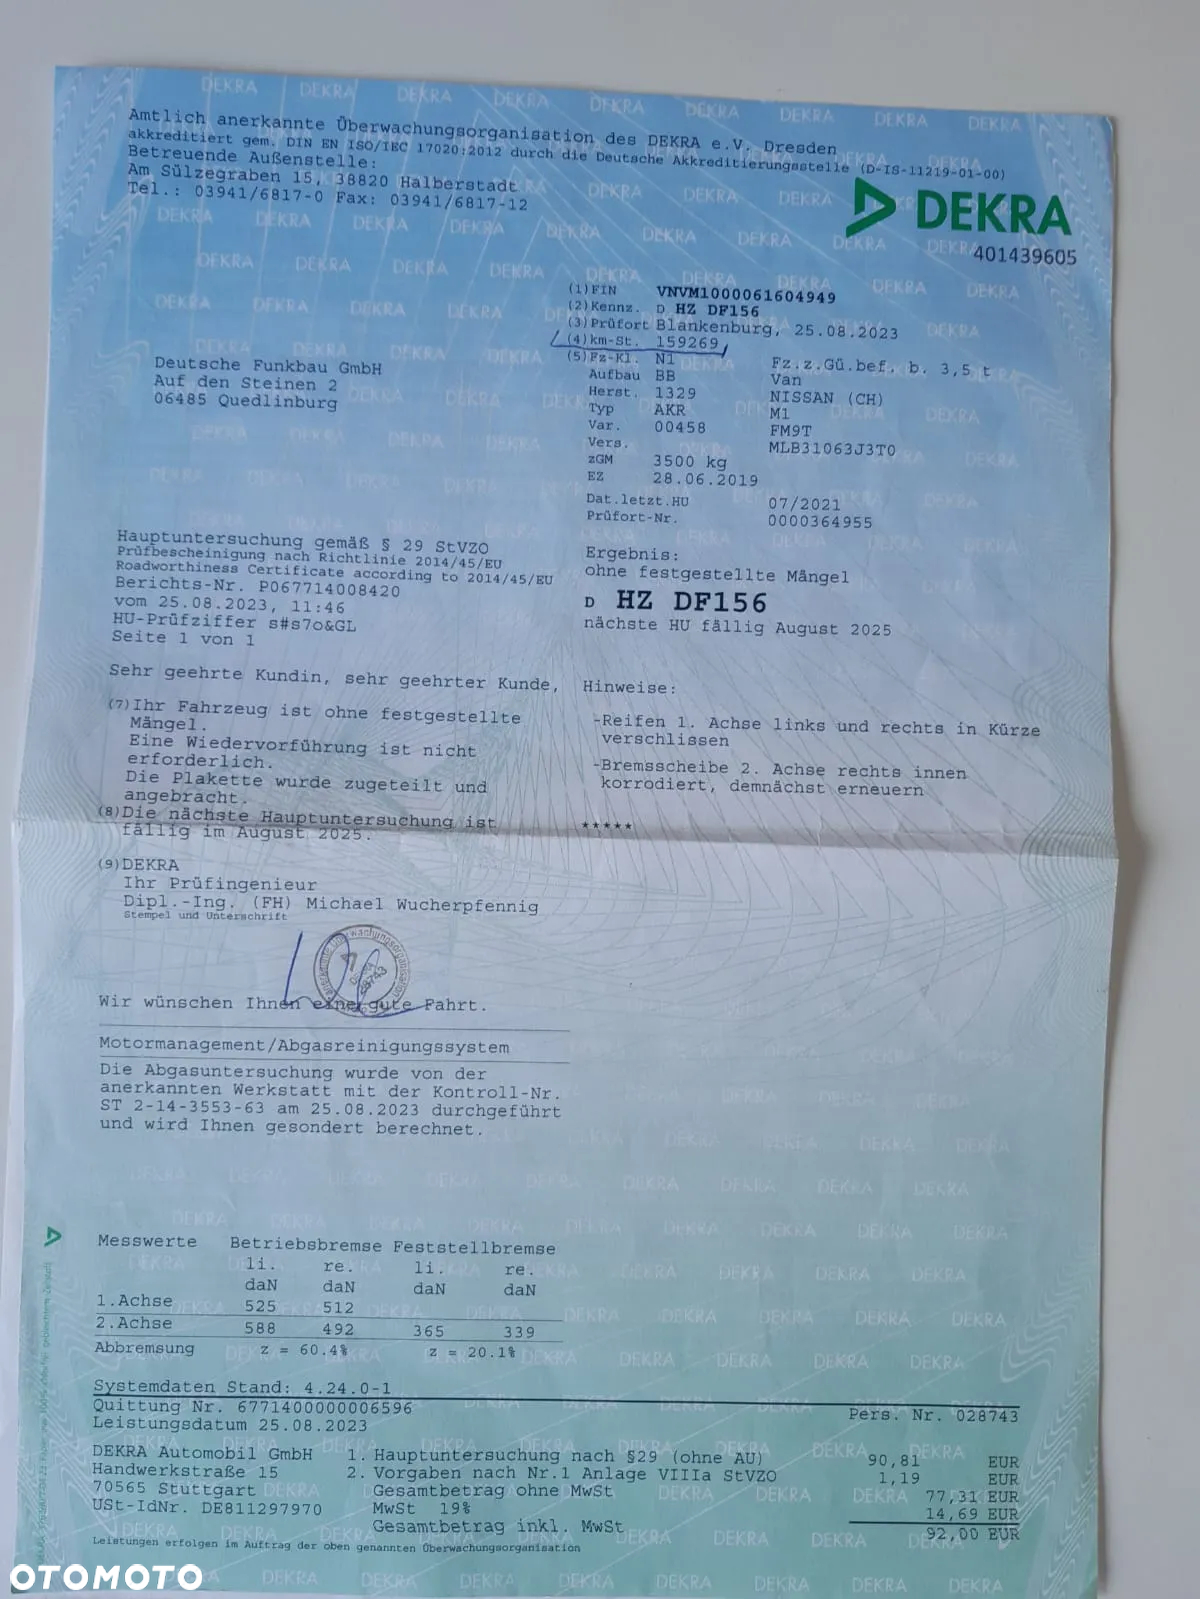 Amtlich anerkannte Überwachungsorganisation des DEKRA e.V. Dresden
akkreditiert gem. DIN EN ISO/IEC 17020:2012 durch die Deutsche Akkreditierungsstelle (D-IS-11219-01-00)
Betreuende Außenstelle:
Am Sülzegraben 15, 38820 Halberstadt
Tel.: 03941/6817-0 Fax: 03941/6817-12
DEKRA
401439605
(1)FIN VNVM1000061604949
(2)Kennz. D HZ DF156
(3)Prüfort Blankenburg, 25.08.2023
(4)km-St. 159269
(5)Fz-Kl. N1 Fz.z.Gü.bef. b. 3,5 t
Aufbau BB Van
Herst. 1329 NISSAN (CH)
Typ AKR M1
Var. 00458 FM9T
Vers. MLB31063J3T0
zGM 3500 kg
EZ 28.06.2019
Dat.letzt.HU 07/2021
Prüfort-Nr. 0000364955
Deutsche Funkbau GmbH
Auf den Steinen 2
06485 Quedlinburg
Hauptuntersuchung gemäß § 29 StVZO
Prüfbescheinigung nach Richtlinie 2014/45/EU
Roadworthiness Certificate according to 2014/45/EU
Berichts-Nr. P067714008420
vom 25.08.2023, 11:46
HU-Prüfziffer s#s7o&GL
Seite 1 von 1
Ergebnis:
ohne festgestellte Mängel
D HZ DF156
nächste HU fällig August 2025
Sehr geehrte Kundin, sehr geehrter Kunde,
(7)Ihr Fahrzeug ist ohne festgestellte
Mängel.
Eine Wiedervorführung ist nicht
erforderlich.
Die Plakette wurde zugeteilt und
angebracht.
(8)Die nächste Hauptuntersuchung ist
fällig im August 2025.
Hinweise:
-Reifen 1. Achse links und rechts in Kürze
verschlissen
-Bremsscheibe 2. Achse rechts innen
korrodiert, demnächst erneuern
*****
(9)DEKRA
Ihr Prüfingenieur
Dipl.-Ing. (FH) Michael Wucherpfennig
Stempel und Unterschrift
Wir wünschen Ihnen eine gute Fahrt.
Motormanagement/Abgasreinigungssystem
Die Abgasuntersuchung wurde von der
anerkannten Werkstatt mit der Kontroll-Nr.
ST 2-14-3553-63 am 25.08.2023 durchgeführt
und wird Ihnen gesondert berechnet.
Messwerte Betriebsbremse Feststellbremse
li. re. li. re.
daN daN daN daN
1.Achse 525 512
2.Achse 588 492 365 339
Abbremsung z = 60.4% z = 20.1%
Systemdaten Stand: 4.24.0-1
Quittung Nr. 6771400000006596 Pers. Nr. 028743
Leistungsdatum 25.08.2023
DEKRA Automobil GmbH
Handwerkstraße 15
70565 Stuttgart
USt-IdNr. DE811297970
1. Hauptuntersuchung nach §29 (ohne AU) 90,81 EUR
2. Vorgaben nach Nr.1 Anlage VIIIa StVZO 1,19 EUR
Gesamtbetrag ohne MwSt 77,31 EUR
MwSt 19% 14,69 EUR
Gesamtbetrag inkl. MwSt 92,00 EUR
Leistungen erfolgen im Auftrag der oben genannten Überwachungsorganisation
OTOMOTO